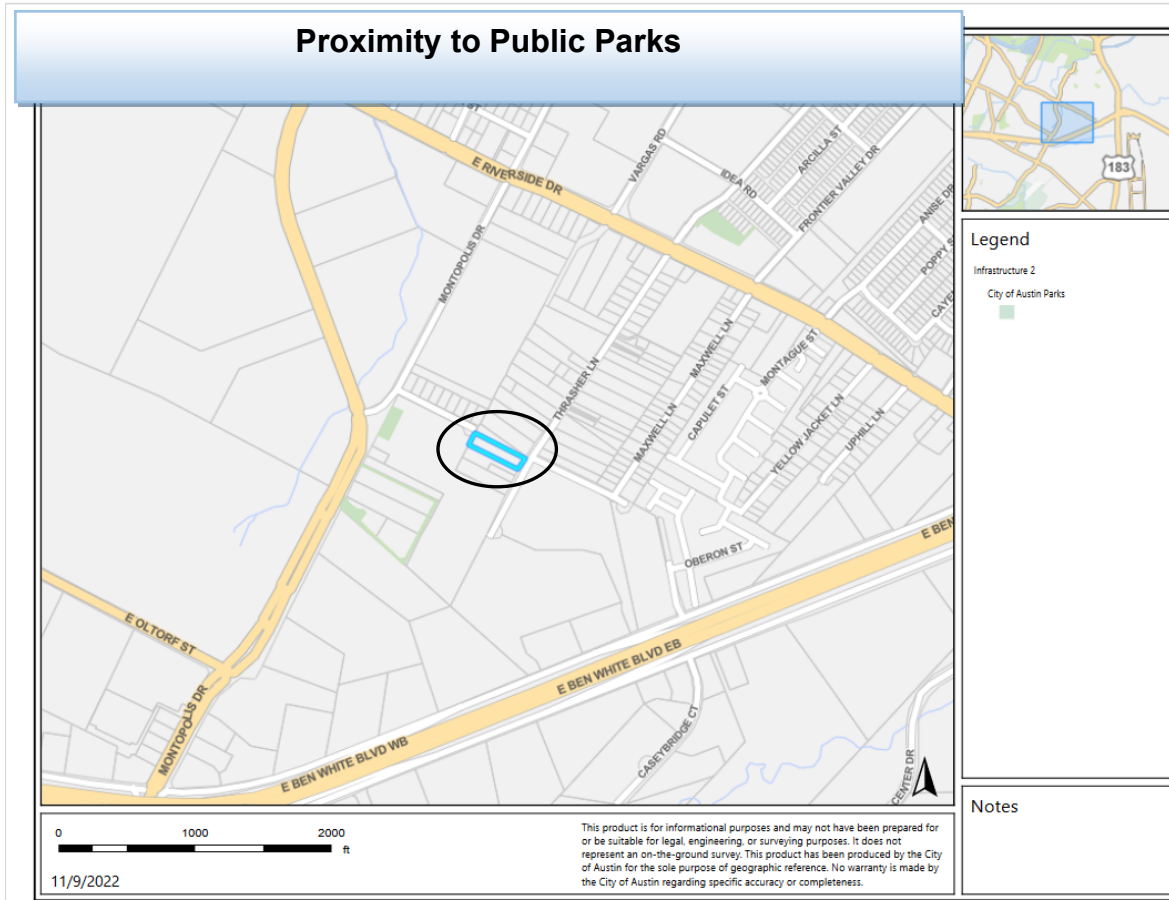 Proximity to Public Parks
ST
E RIVERSIDE DR
VARGAS RD
IDEA RD
ARCILLA ST
FRONTIER VALLEY DR
ANISE DR
POPPY S
CAYE
MONTOPOLIS DR
THRASHER LN
MAXWELL LN
MAXWELL LN
CAPULET ST
MONTAGUE ST
YELLOW JACKET LN
UPHILL LN
OBERON ST
E BEN
E OLTORF ST
MONTOPOLIS DR
E BEN WHITE BLVD EB
E BEN WHITE BLVD WB
CASEYBRIDGE CT
CENTER DR
183
Legend
Infrastructure 2
City of Austin Parks
Notes
0 1000 2000
ft
11/9/2022
This product is for informational purposes and may not have been prepared for
or be suitable for legal, engineering, or surveying purposes. It does not
represent an on-the-ground survey. This product has been produced by the City
of Austin for the sole purpose of geographic reference. No warranty is made by
the City of Austin regarding specific accuracy or completeness.